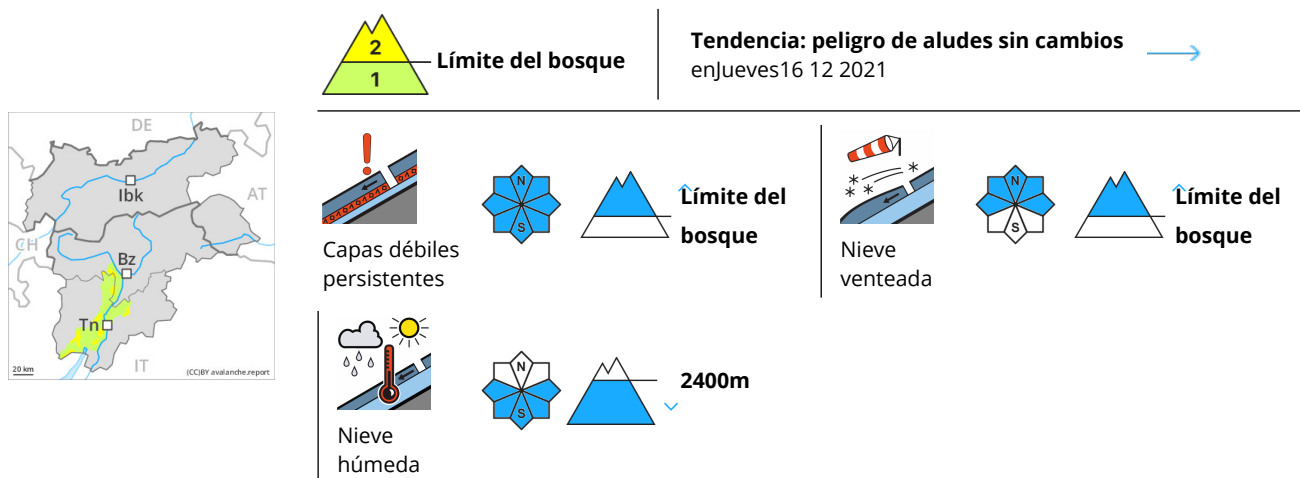 2
1
Límite del bosque
Tendencia: peligro de aludes sin cambios
enJueves16 12 2021
DE
AT
CH
IT
Ibk
Bz
Tn
20 km
(CC)BY avalanche.report
N
S
Límite del
bosque
Capas débiles
persistentes
N
S
Límite del
bosque
Nieve
venteada
N
S
2400m
Nieve
húmeda